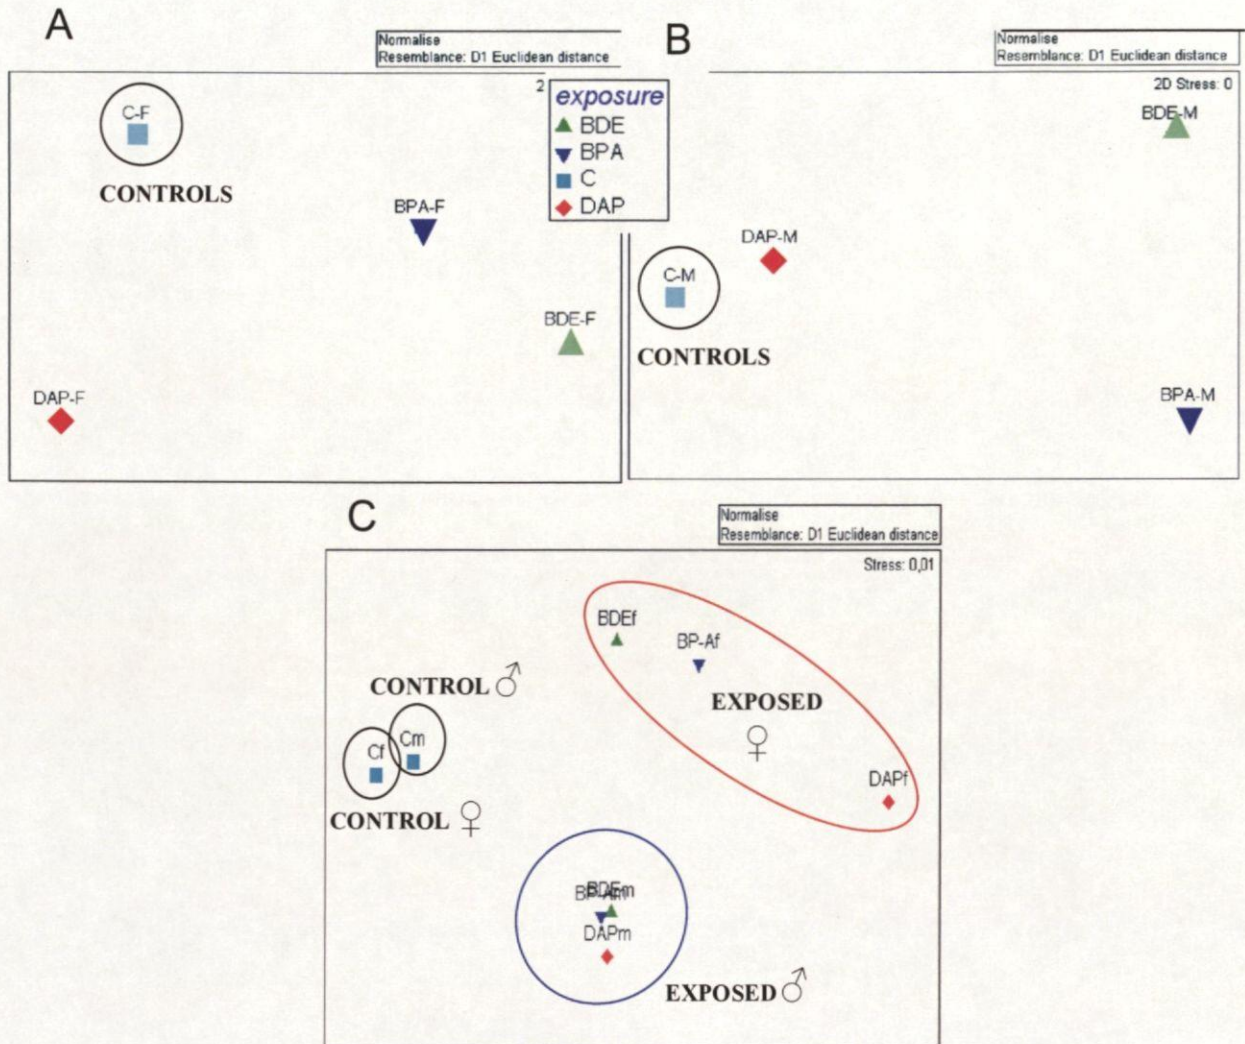 A
Normalise
Resemblance: D1 Euclidean distance
2
C-F
CONTROLS
BPA-F
BDE-F
DAP-F
exposure
BDE
BPA
C
DAP
B
Normalise
Resemblance: D1 Euclidean distance
2D Stress: 0
BDE-M
DAP-M
C-M
CONTROLS
BPA-M
C
Normalise
Resemblance: D1 Euclidean distance
Stress: 0,01
BDEf
BP-Af
CONTROL ♂
EXPOSED
♀
Cf
Cm
DAPf
CONTROL ♀
BDEm
BP-Am
DAPm
EXPOSED ♂